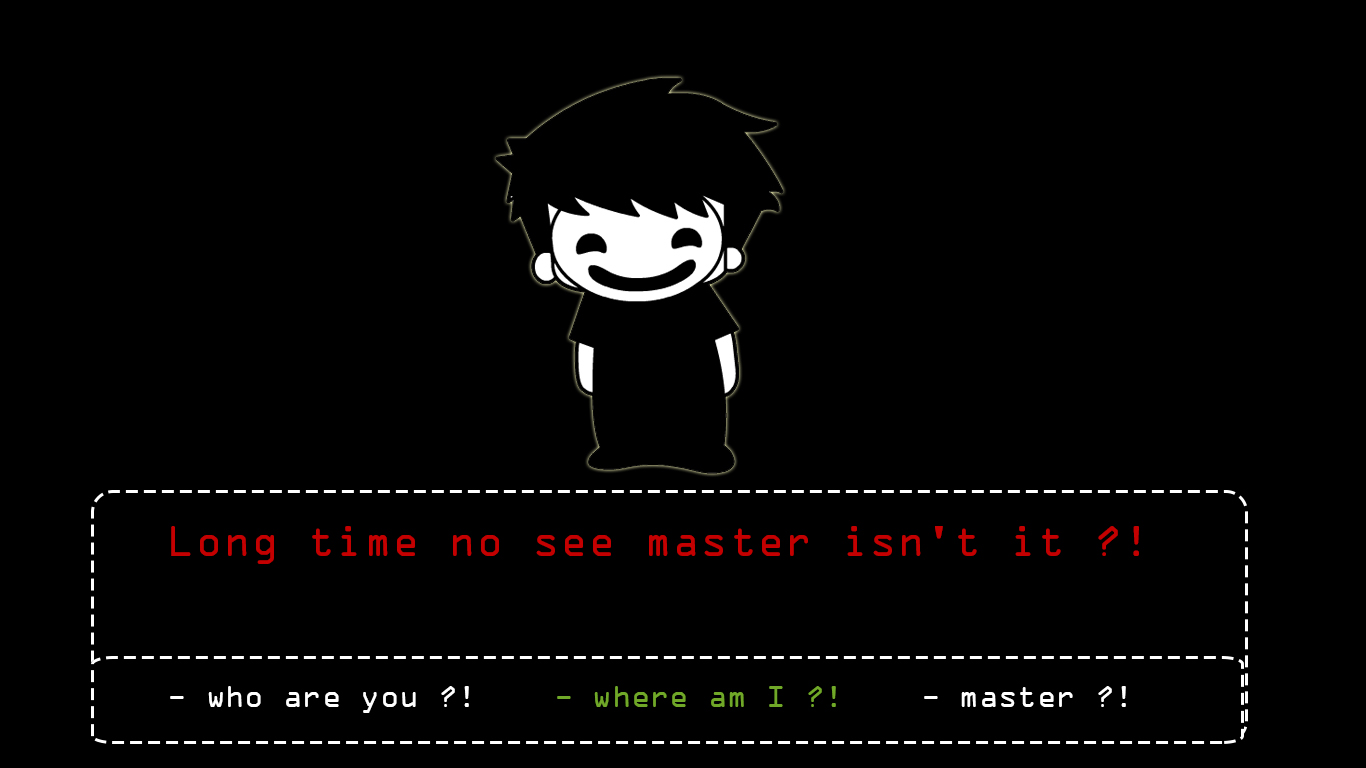 Long time no see master isn't it ?!
- who are you ?! - where am I ?! - master ?!